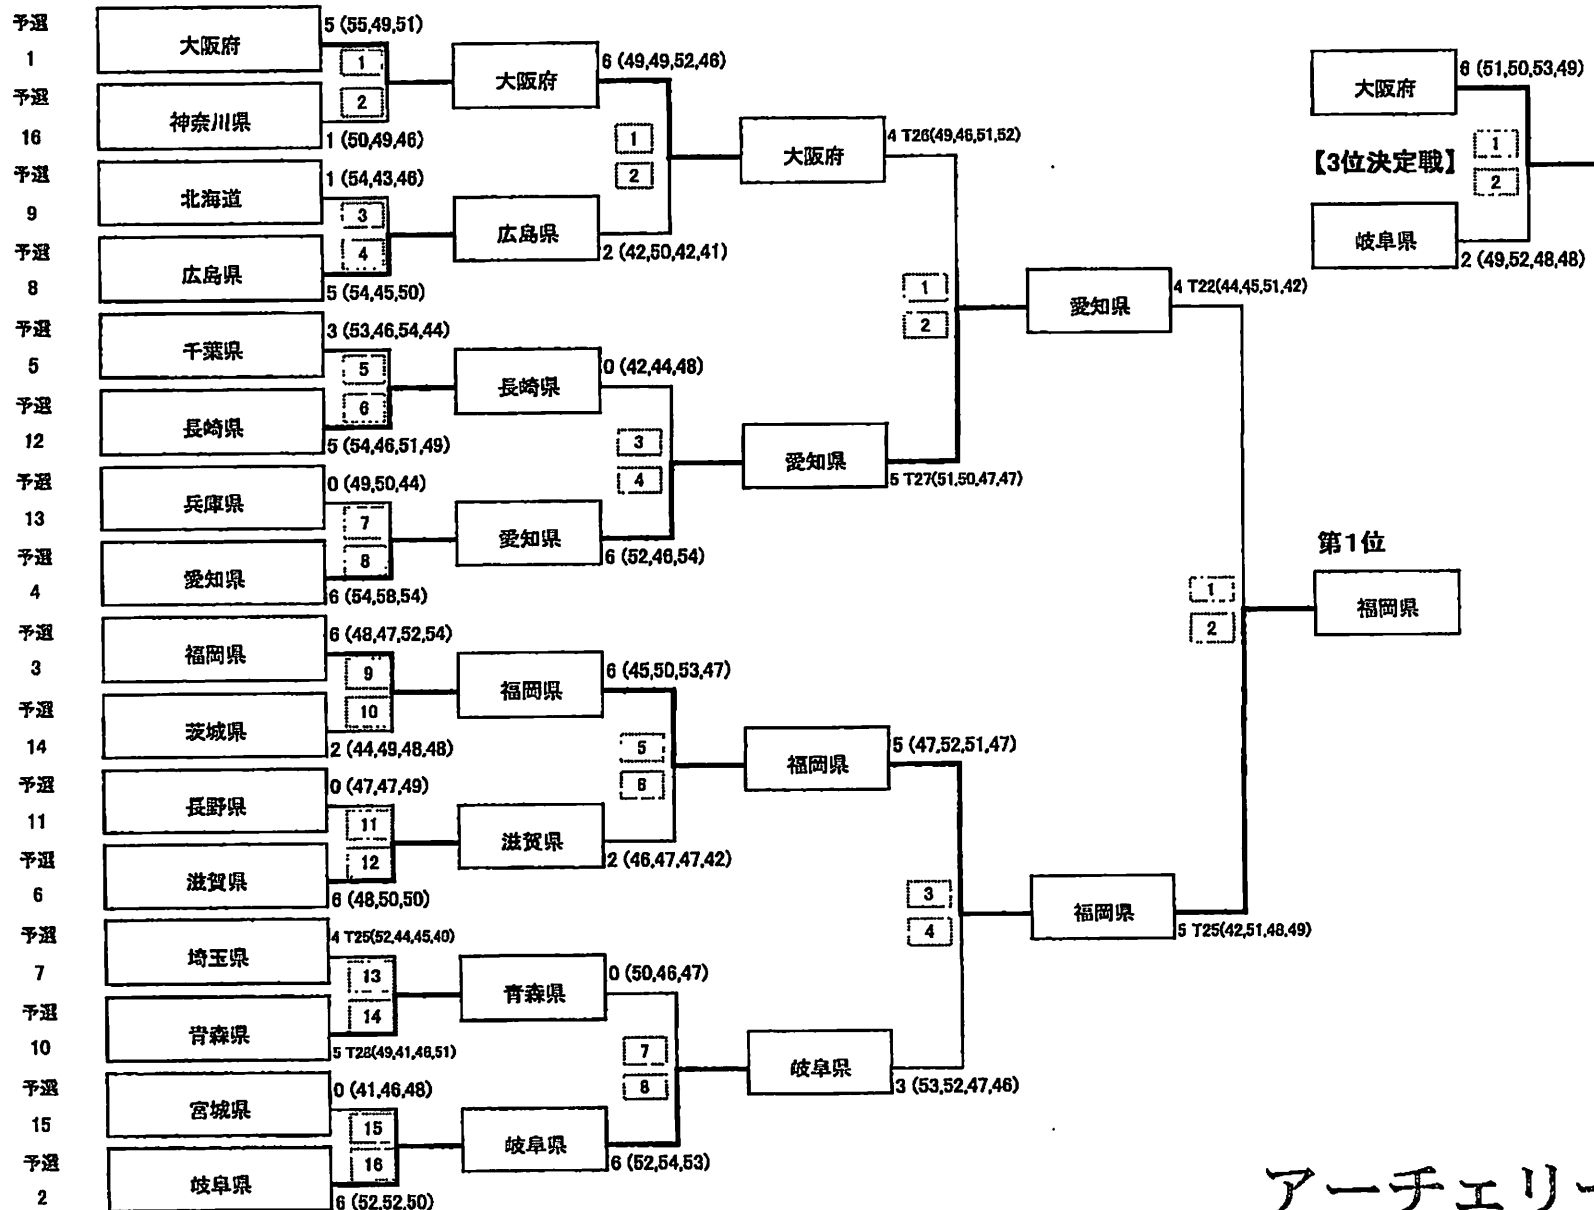 予選
1
大阪府
5 (55,49,51)
予選
16
神奈川県
1 (50,49,46)
1
2
予選
9
北海道
1 (54,43,46)
予選
8
広島県
5 (54,45,50)
3
4
予選
5
千葉県
3 (53,46,54,44)
予選
12
長崎県
5 (54,46,51,49)
5
6
予選
13
兵庫県
0 (49,50,44)
予選
4
愛知県
6 (54,58,54)
7
8
予選
3
福岡県
6 (48,47,52,54)
予選
14
茨城県
2 (44,49,48,48)
9
10
予選
11
長野県
0 (47,47,49)
予選
6
滋賀県
6 (48,50,50)
11
12
予選
7
埼玉県
4 T25(52,44,45,40)
予選
10
青森県
5 T28(49,41,46,51)
13
14
予選
15
宮城県
0 (41,46,48)
予選
2
岐阜県
6 (52,52,50)
15
16
大阪府
6 (49,49,52,46)
1
2
広島県
2 (42,50,42,41)
長崎県
0 (42,44,48)
3
4
愛知県
6 (52,46,54)
福岡県
6 (45,50,53,47)
5
6
滋賀県
2 (46,47,47,42)
青森県
0 (50,46,47)
7
8
岐阜県
6 (52,54,53)
大阪府
4 T26(49,46,51,52)
1
2
愛知県
5 T27(51,50,47,47)
福岡県
5 (47,52,51,47)
3
4
岐阜県
3 (53,52,47,46)
愛知県
4 T22(44,45,51,42)
1
2
福岡県
5 T25(42,51,48,49)
第1位
福岡県
大阪府
6 (51,50,53,49)
【3位決定戦】
1
2
岐阜県
2 (49,52,48,48)
アーチェリー